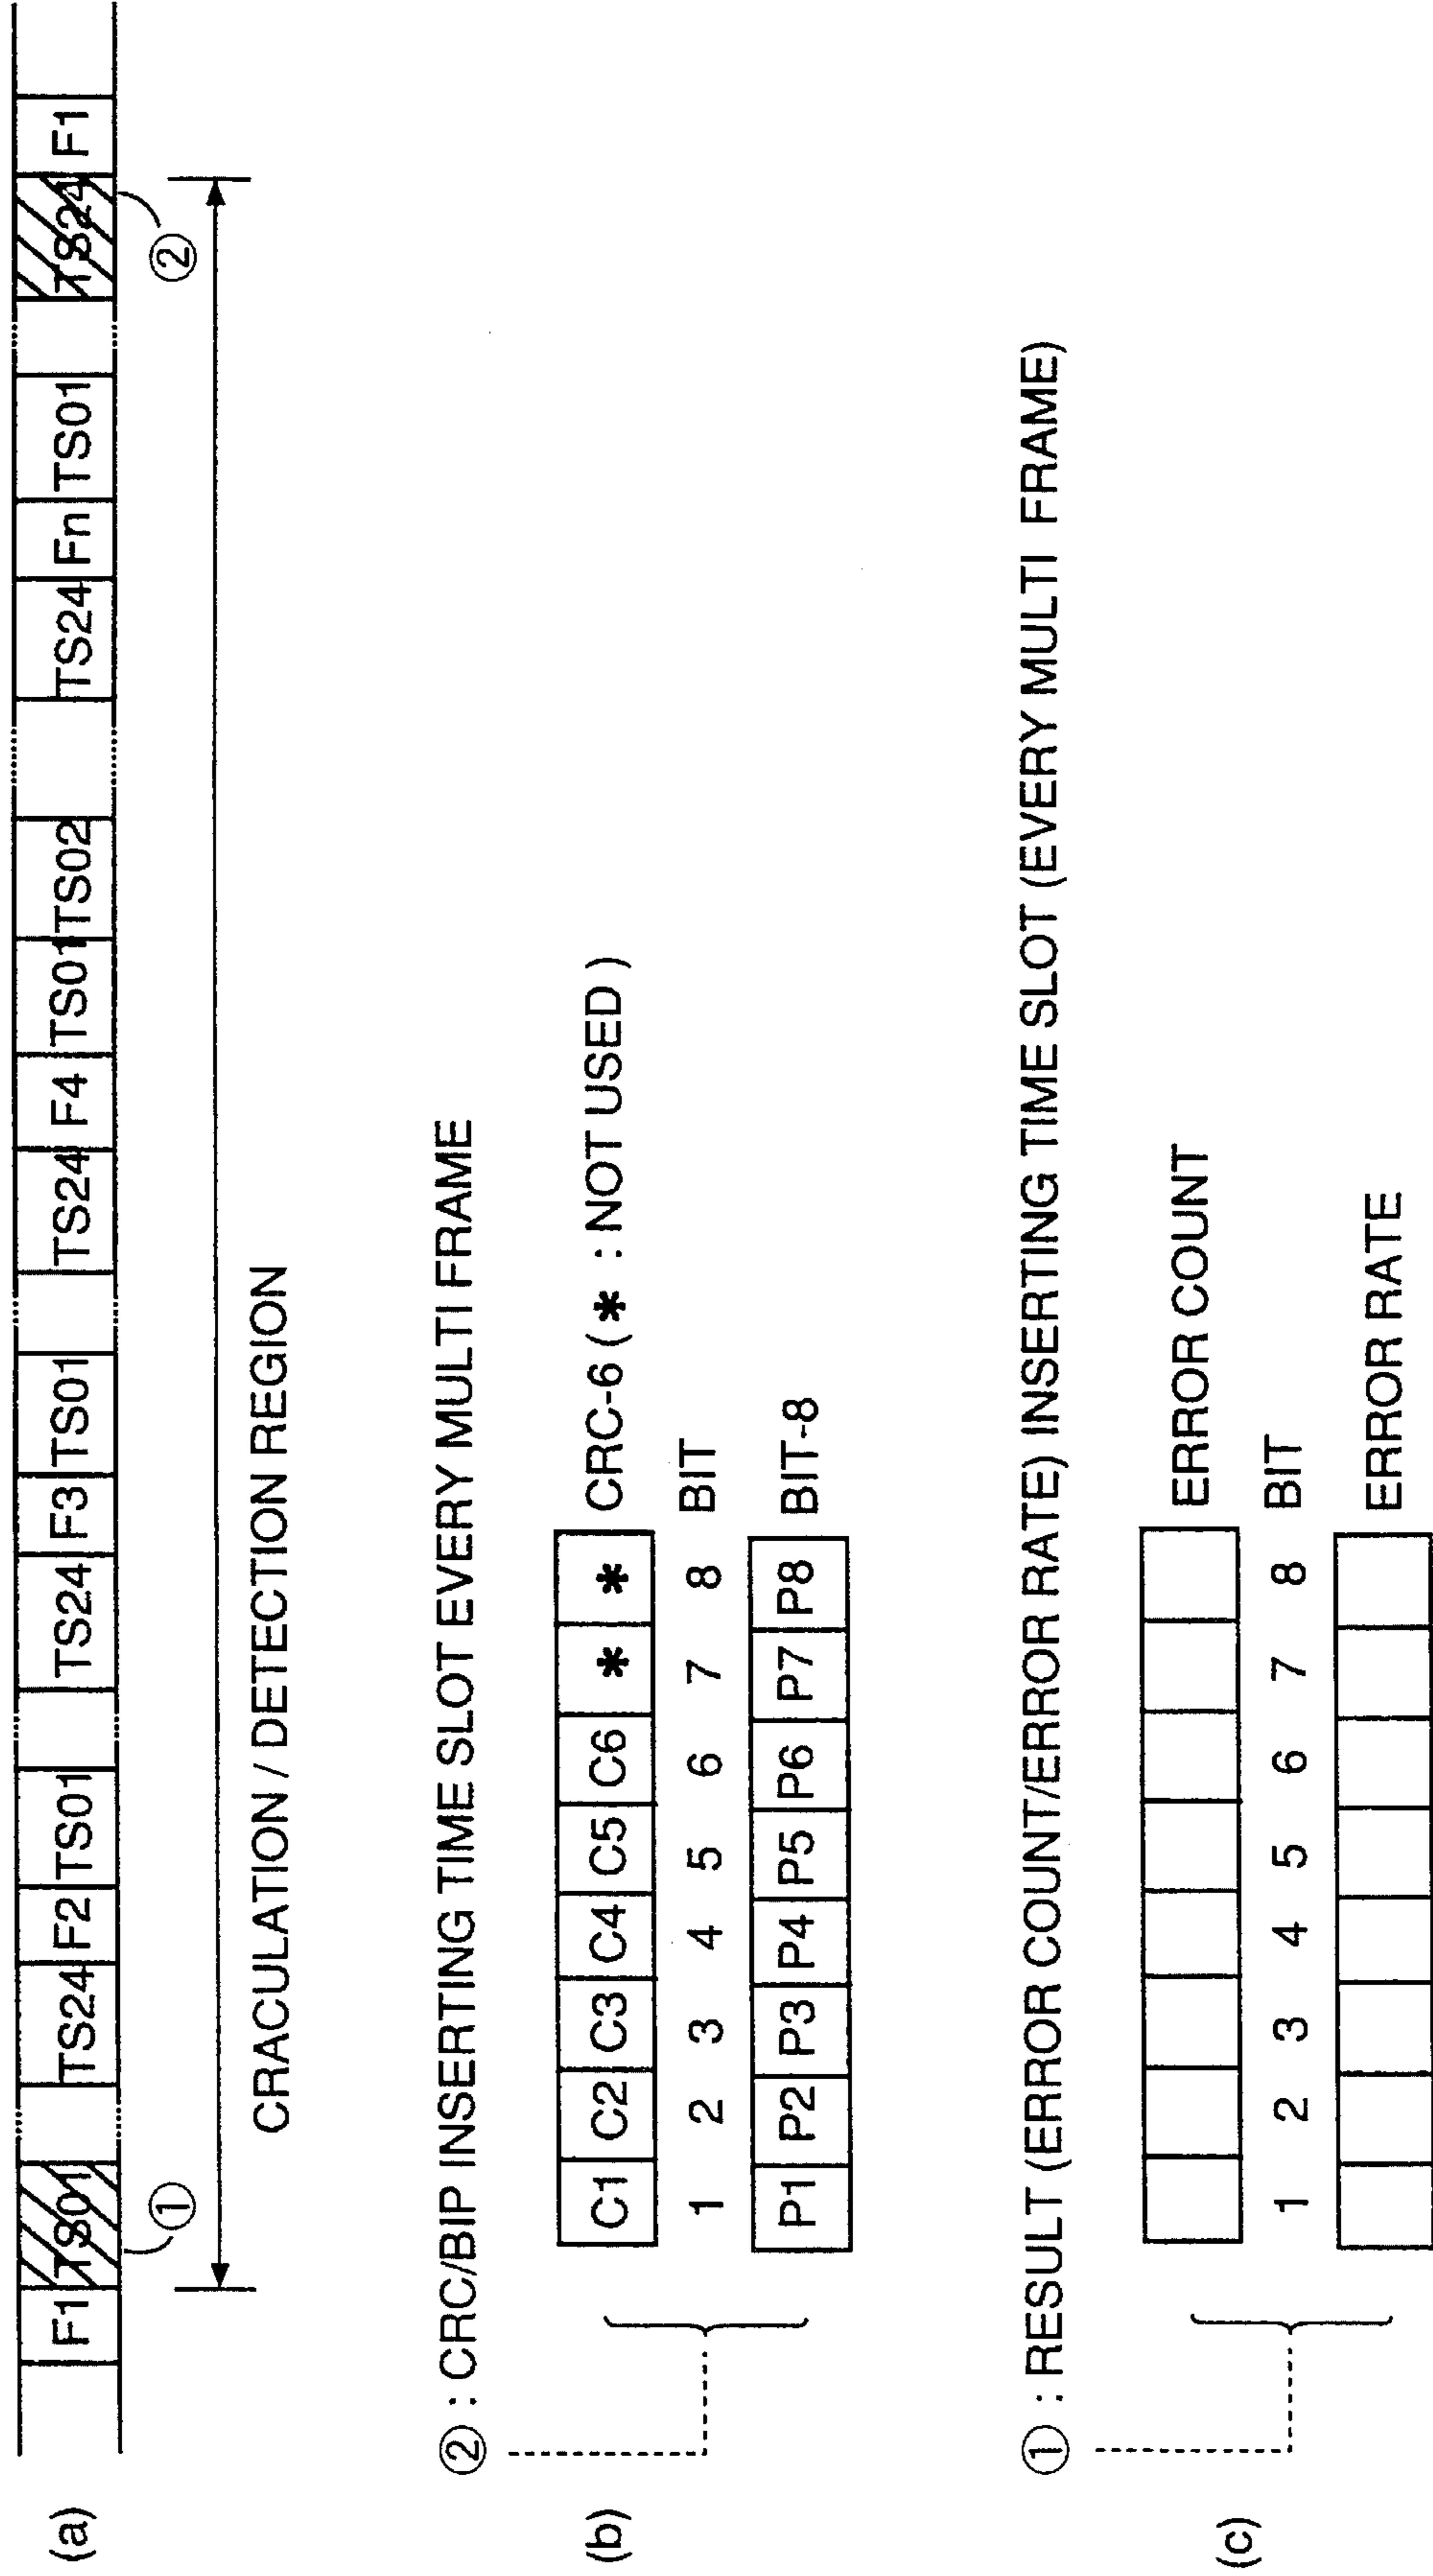 (a)
F1 TS01 TS24 F2 TS01 TS24 F3 TS01 TS24 F4 TS01 TS02 TS24 Fn TS01 TS24 F1
① ②
CRACULATION / DETECTION REGION
② : CRC/BIP INSERTING TIME SLOT EVERY MULTI FRAME
(b)
C1 C2 C3 C4 C5 C6 * * CRC-6 ( * : NOT USED )
1 2 3 4 5 6 7 8 BIT
P1 P2 P3 P4 P5 P6 P7 P8 BIT-8
① : RESULT (ERROR COUNT/ERROR RATE) INSERTING TIME SLOT (EVERY MULTI FRAME)
(c)
ERROR COUNT
1 2 3 4 5 6 7 8 BIT
ERROR RATE